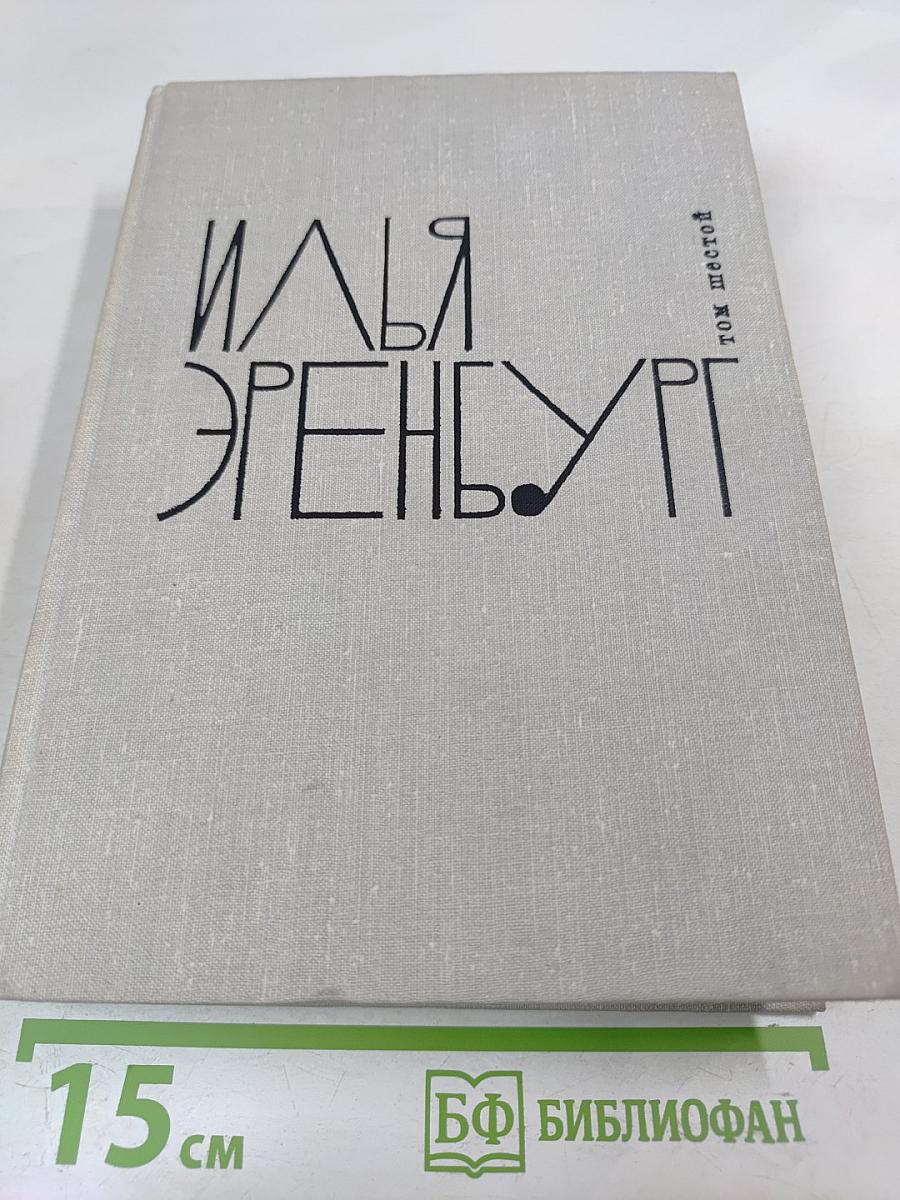 ИЛЬЯ
ЭРЕНБУРГ
том шестой
15 см
БФ БИБЛИОФАН